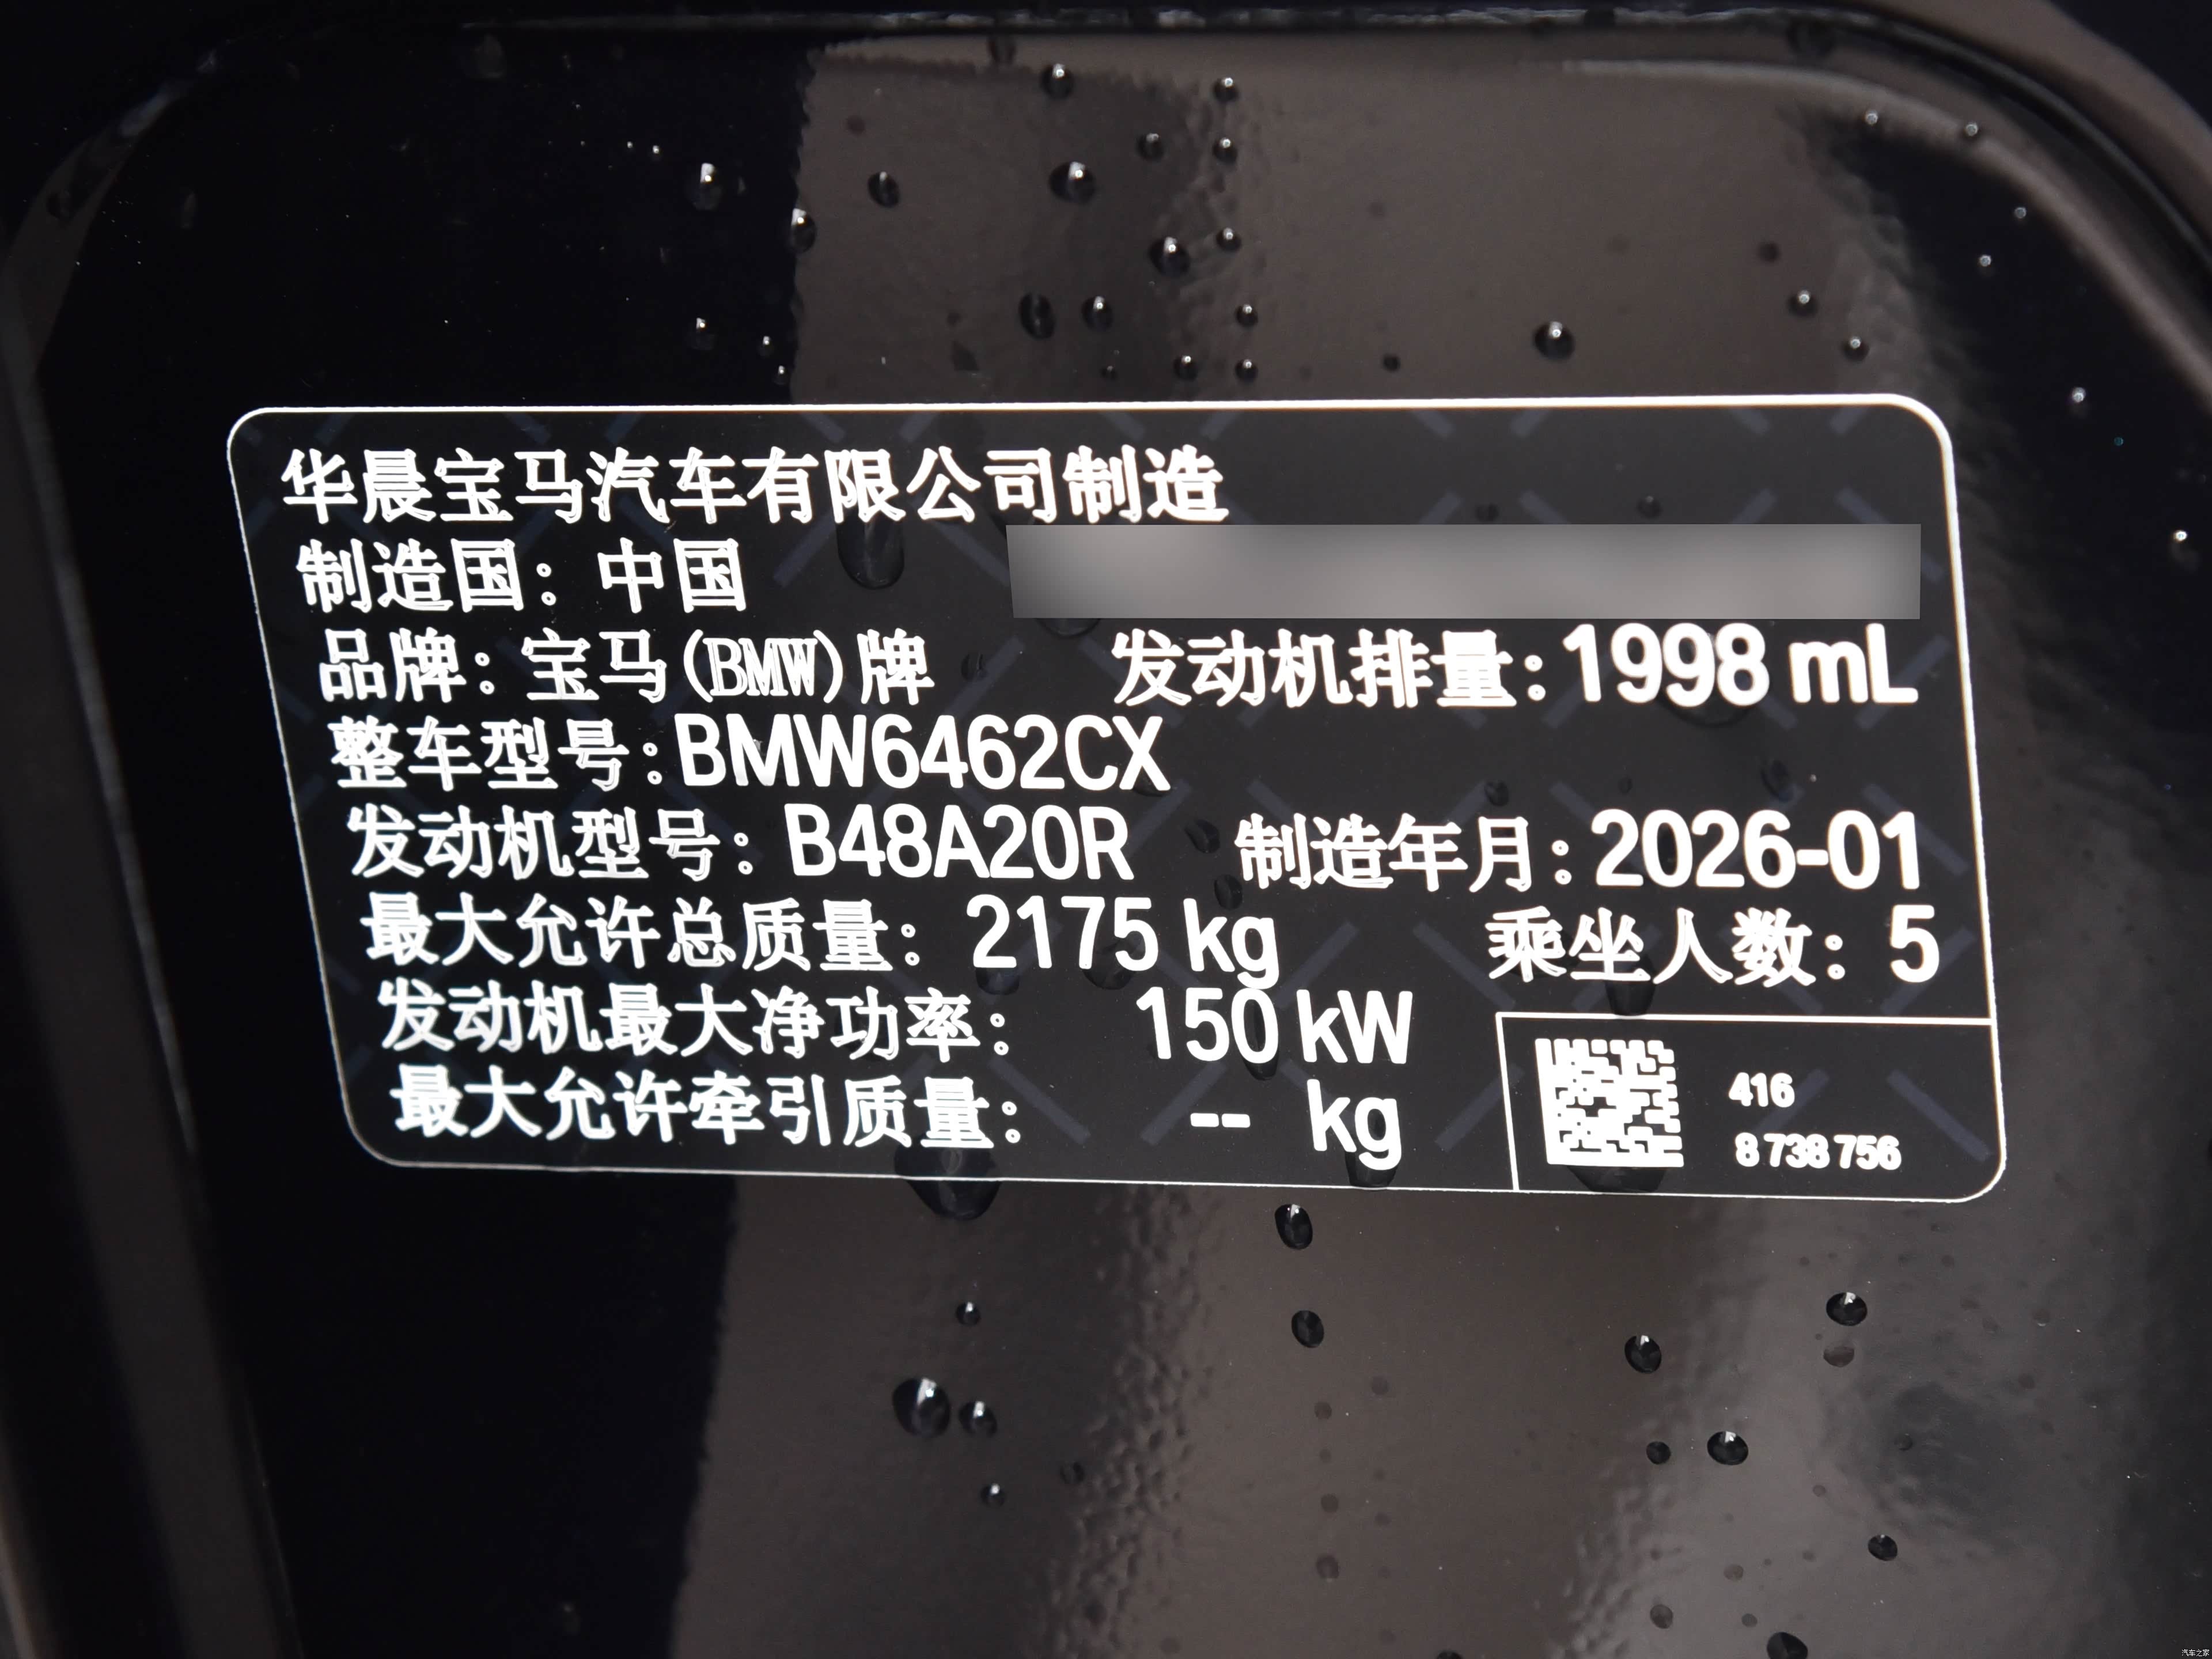 华晨宝马汽车有限公司制造
制造国：中国
品牌：宝马(BMW)牌 发动机排量：1998 mL
整车型号：BMW6462CX
发动机型号：B48A20R 制造年月：2026-01
最大允许总质量：2175 kg 乘坐人数：5
发动机最大净功率：150 kW
最大允许牵引质量：-- kg
416
8 738 756
汽车之家